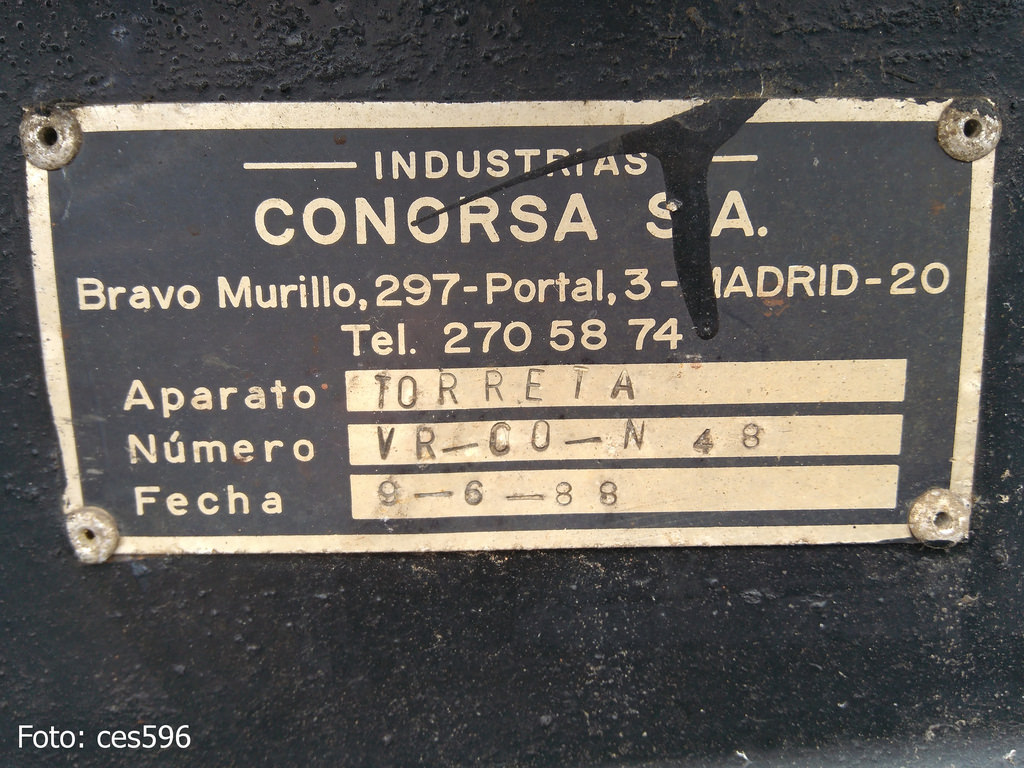 INDUSTRIAS
CONORSA S.A.
Bravo Murillo, 297-Portal, 3-MADRID-20
Tel. 270 58 74
Aparato TORRETA
Número VR-CO-N 48
Fecha 9-6-88
Foto: ces596